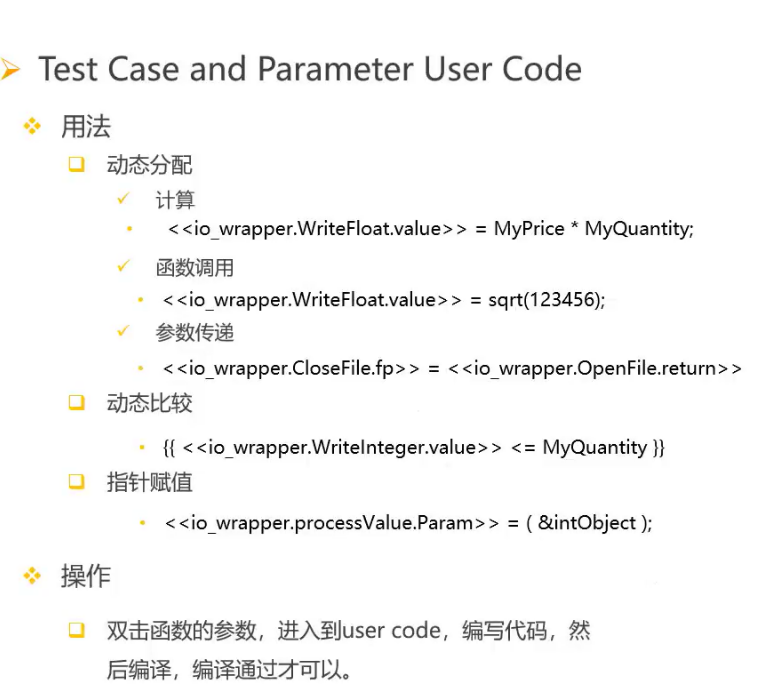 Test Case and Parameter User Code
用法
动态分配
计算
<<io_wrapper.WriteFloat.value>> = MyPrice * MyQuantity;
函数调用
<<io_wrapper.WriteFloat.value>> = sqrt(123456);
参数传递
<<io_wrapper.CloseFile.fp>> = <<io_wrapper.OpenFile.return>>
动态比较
{{ <<io_wrapper.WriteInteger.value>> <= MyQuantity }}
指针赋值
<<io_wrapper.processValue.Param>> = ( &intObject );
操作
双击函数的参数，进入到user code，编写代码，然
后编译，编译通过才可以。